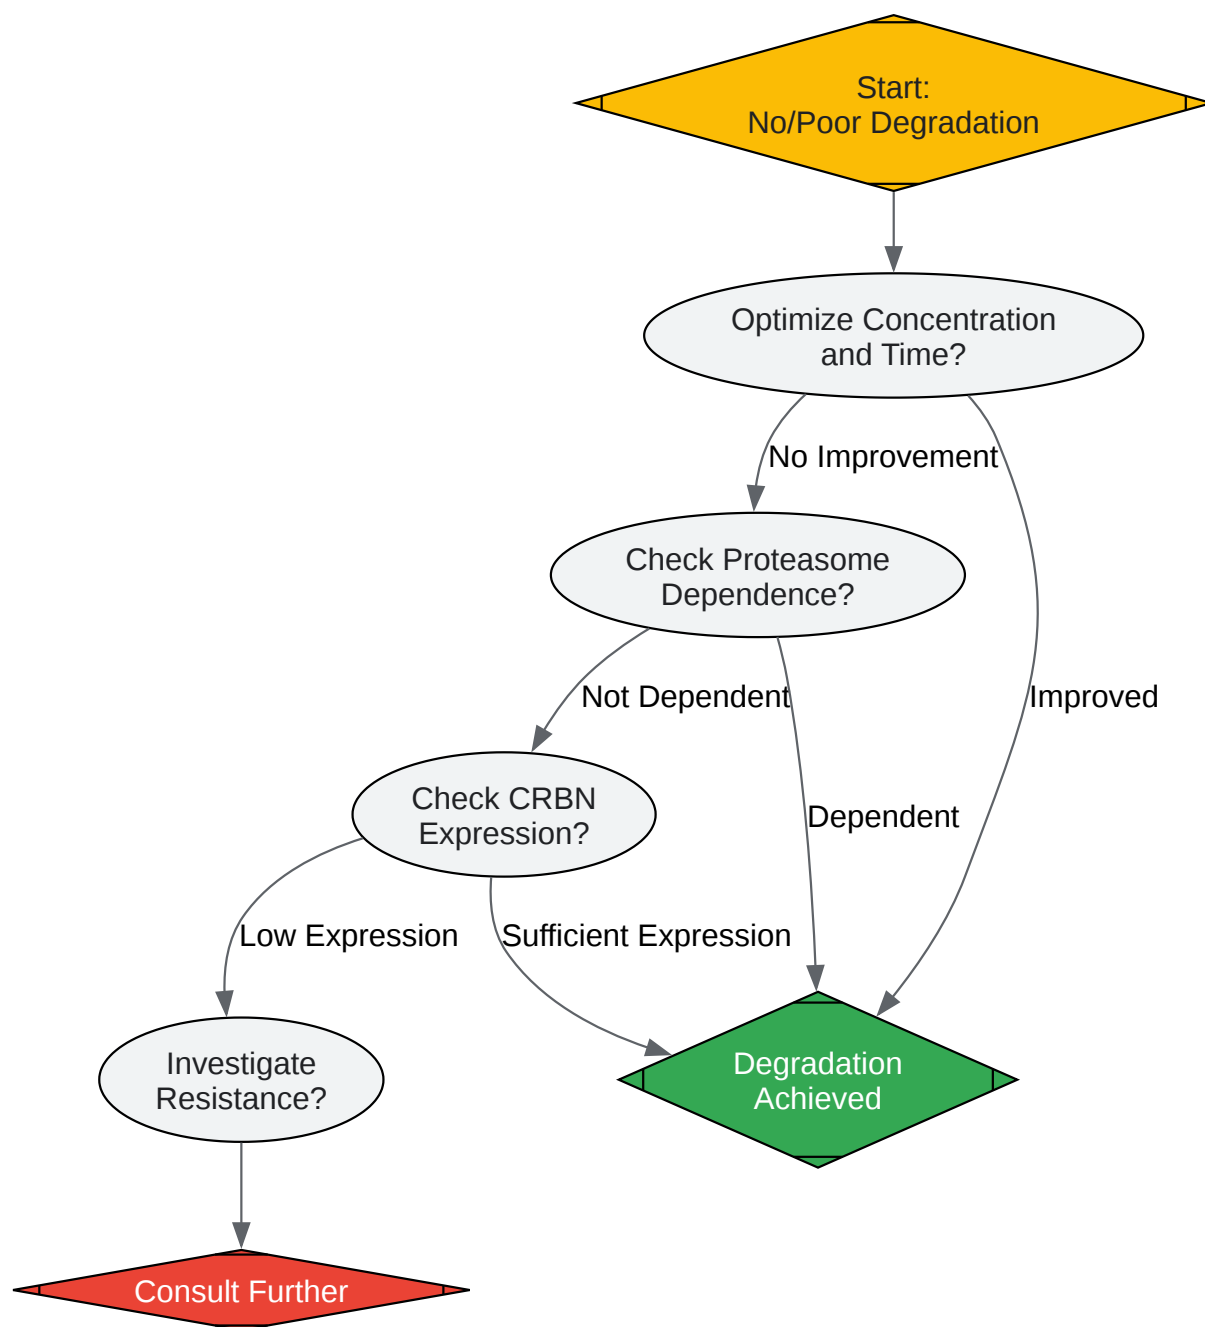 Start:
No/Poor Degradation
Optimize Concentration
and Time?
No Improvement
Check Proteasome
Dependence?
Not Dependent
Improved
Check CRBN
Expression?
Dependent
Low Expression
Sufficient Expression
Investigate
Resistance?
Degradation
Achieved
Consult Further